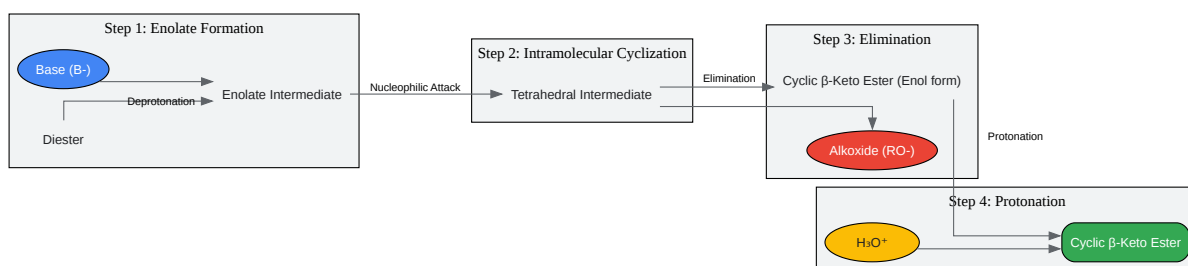 Step 1: Enolate Formation
Base (B-)
Deprotonation
Enolate Intermediate
Diester
Nucleophilic Attack
Step 2: Intramolecular Cyclization
Tetrahedral Intermediate
Elimination
Step 3: Elimination
Cyclic β-Keto Ester (Enol form)
Alkoxide (RO-)
Protonation
Step 4: Protonation
H₃O⁺
Cyclic β-Keto Ester